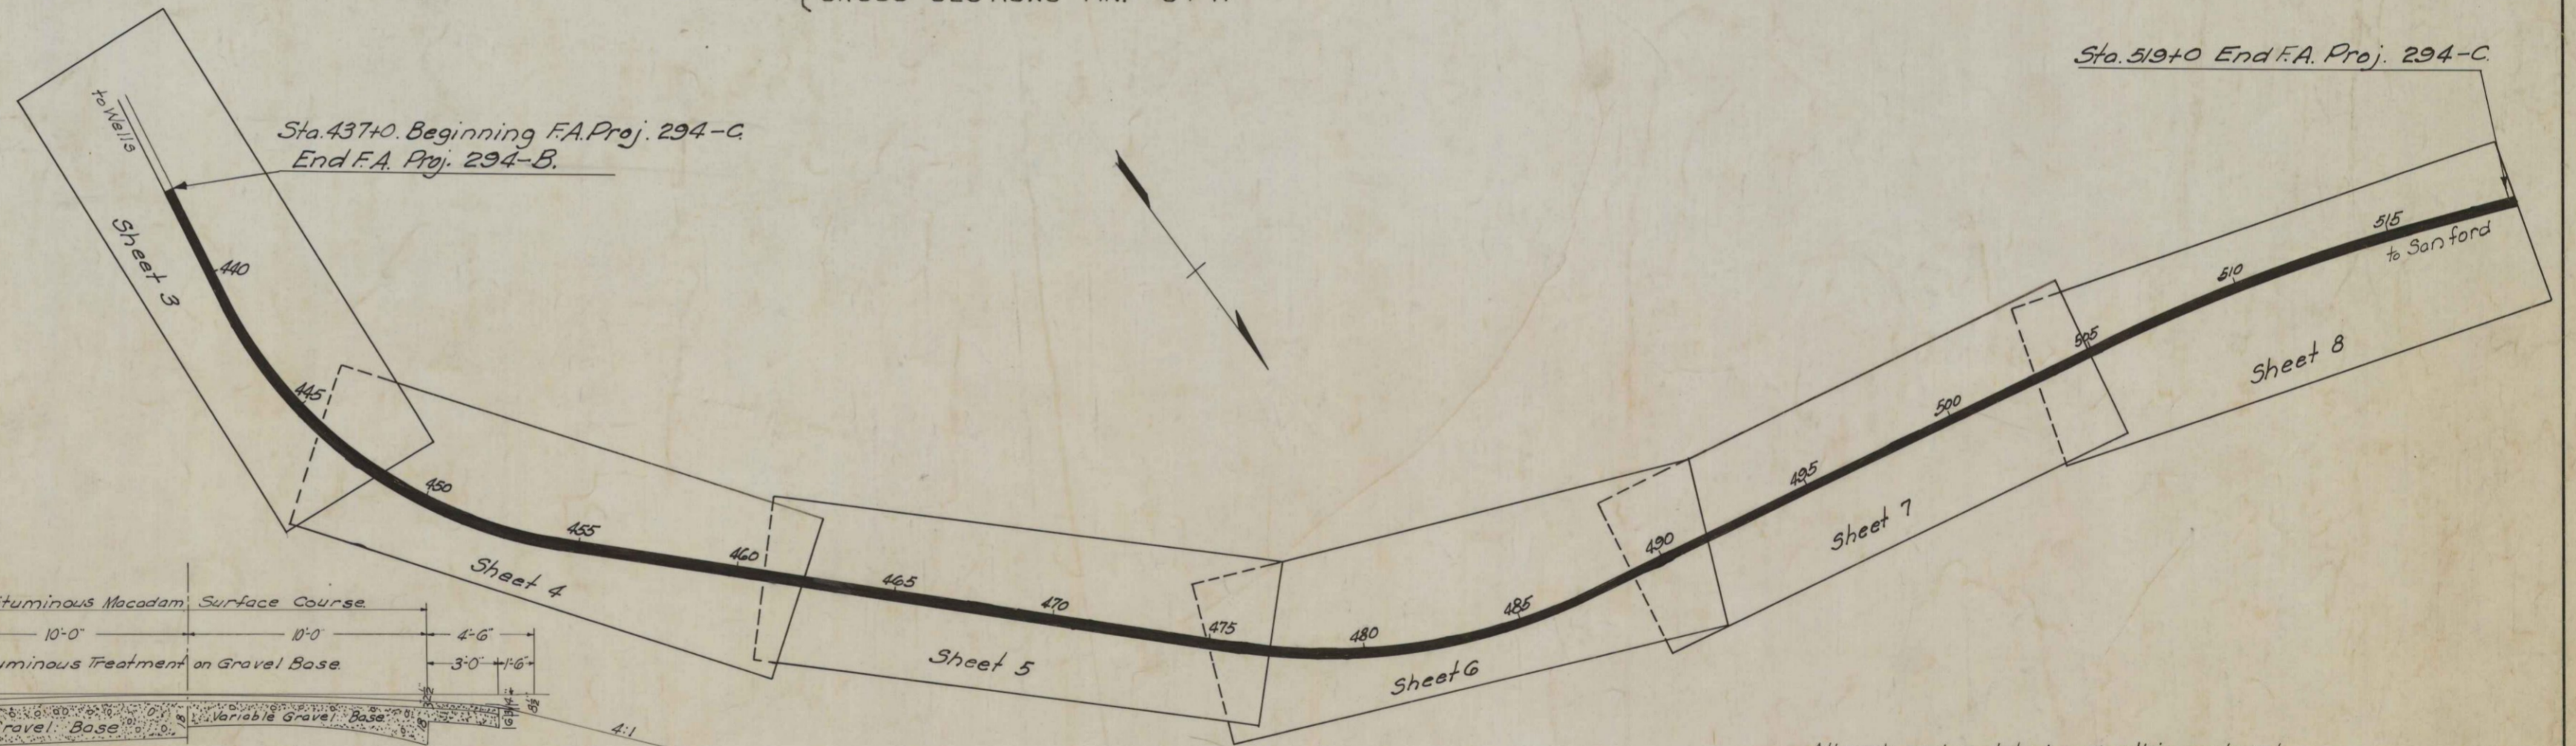 Sta. 519+0 End F.A. Proj. 294-C.
to Wells
Sta. 437+0. Beginning F.A. Proj. 294-C.
End F.A. Proj. 294-B.
Sheet 3
440
445
450
455
460
465
470
475
480
485
490
495
500
505
510
515
to Sanford
Sheet 4
Sheet 5
Sheet 6
Sheet 7
Sheet 8
Macadam Surface Course.
10'-0"
10'-0
4'-6"
Treatment on Gravel Base.
3'-0"
1'-6"
Variable Gravel Base
Base
18"
4:1